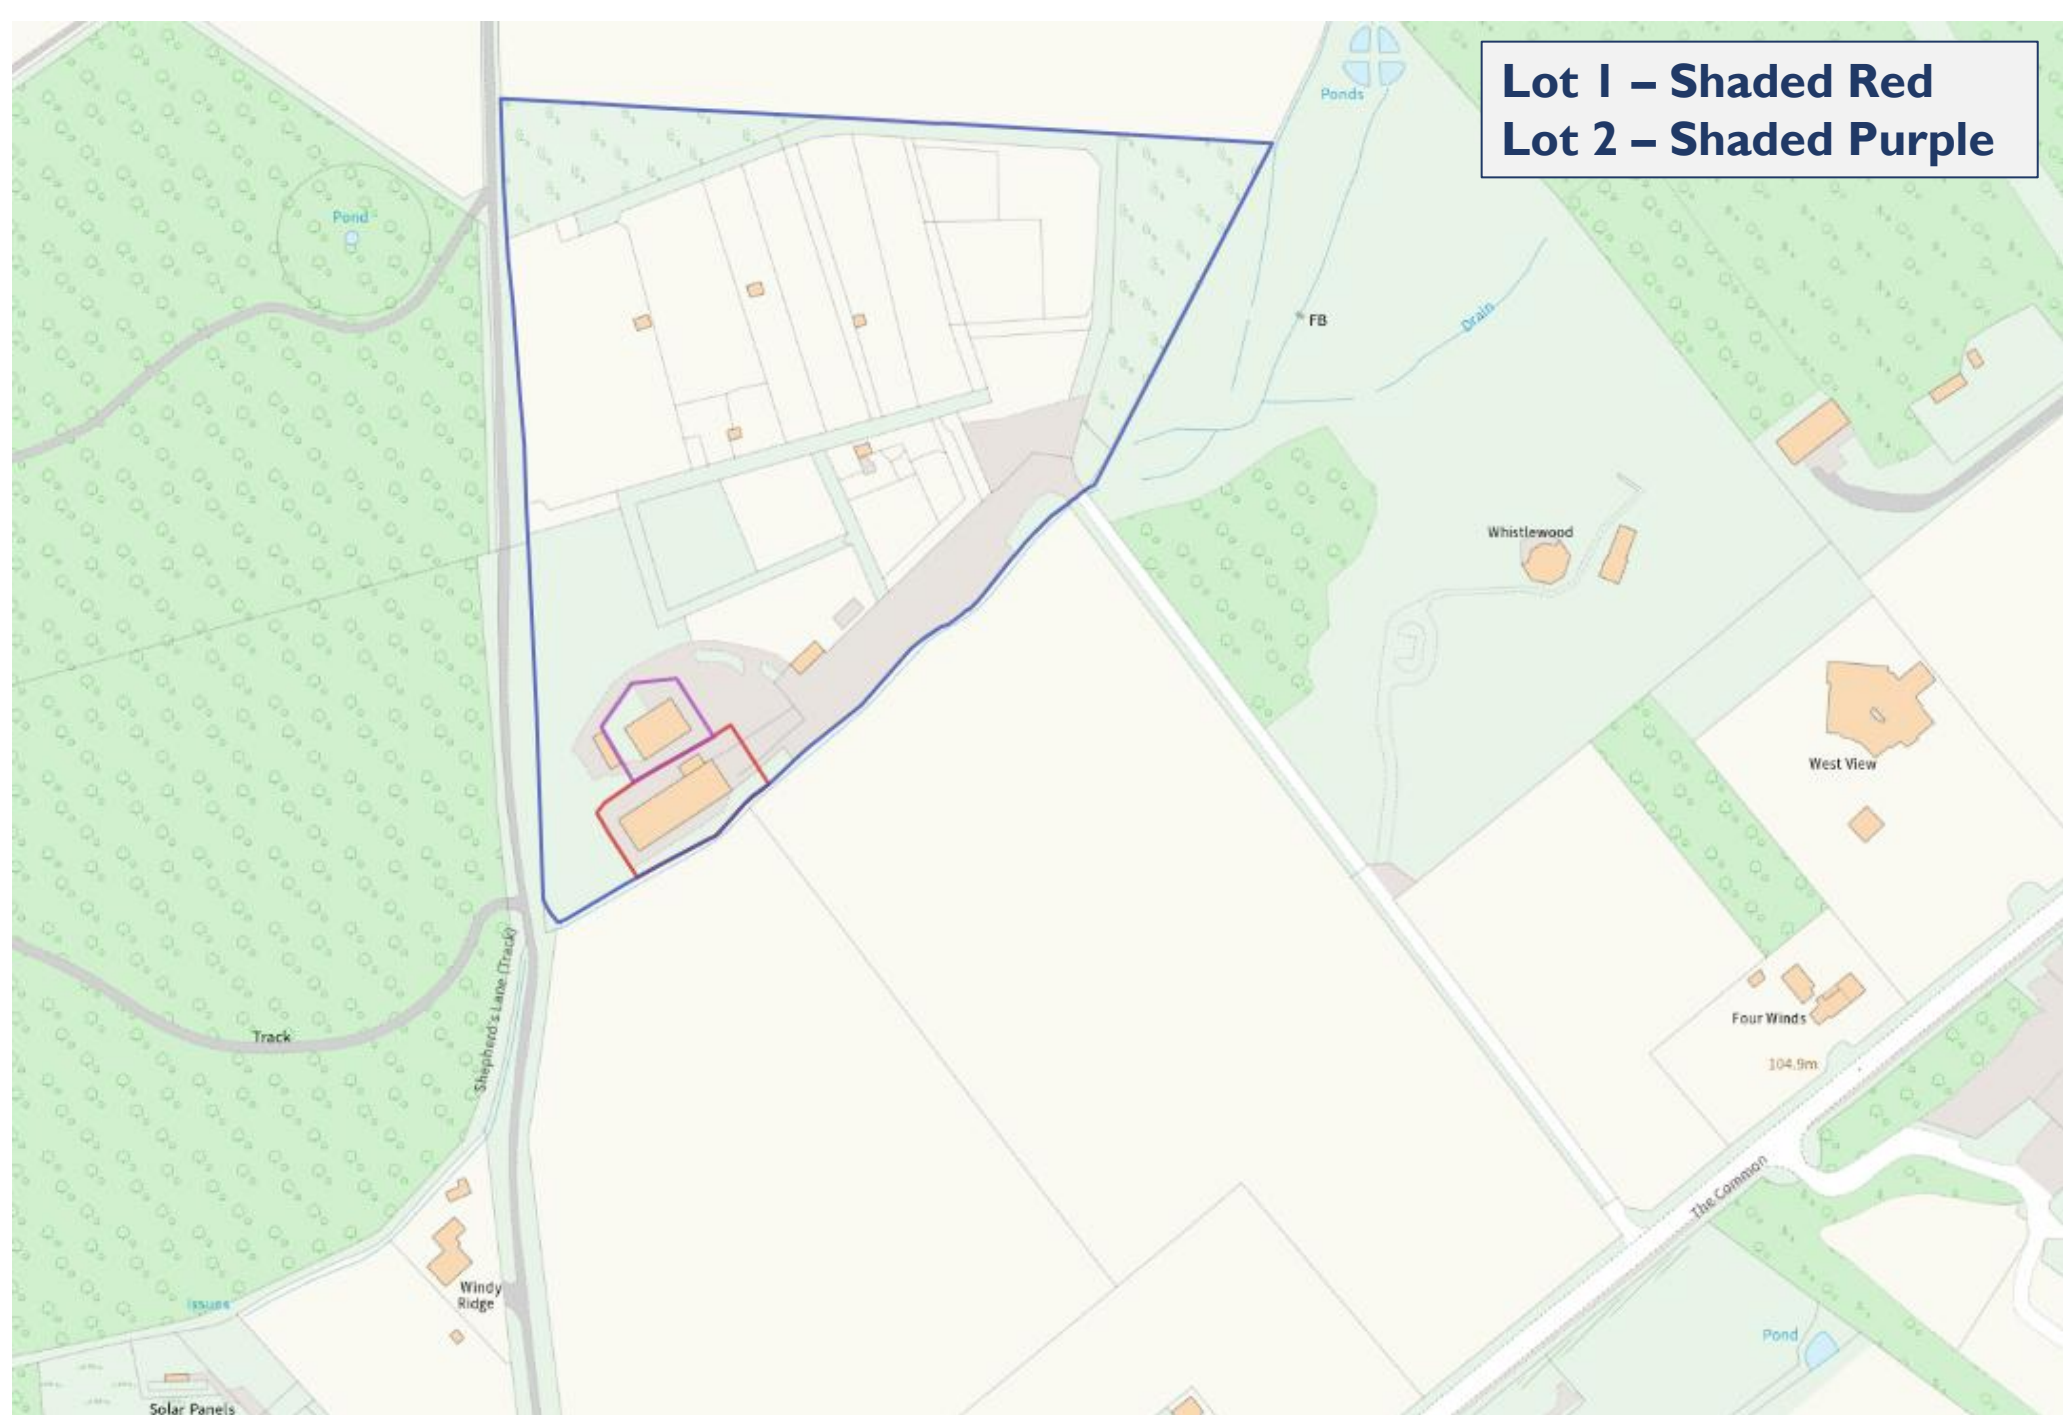 Lot 1 – Shaded Red
Lot 2 – Shaded Purple
Ponds
Pond
FB
Drain
Whistlewood
West View
Four Winds
104.9m
Shepherd's Lane (Track)
Track
The Common
Windy
Ridge
Issues
Pond
Solar Panels